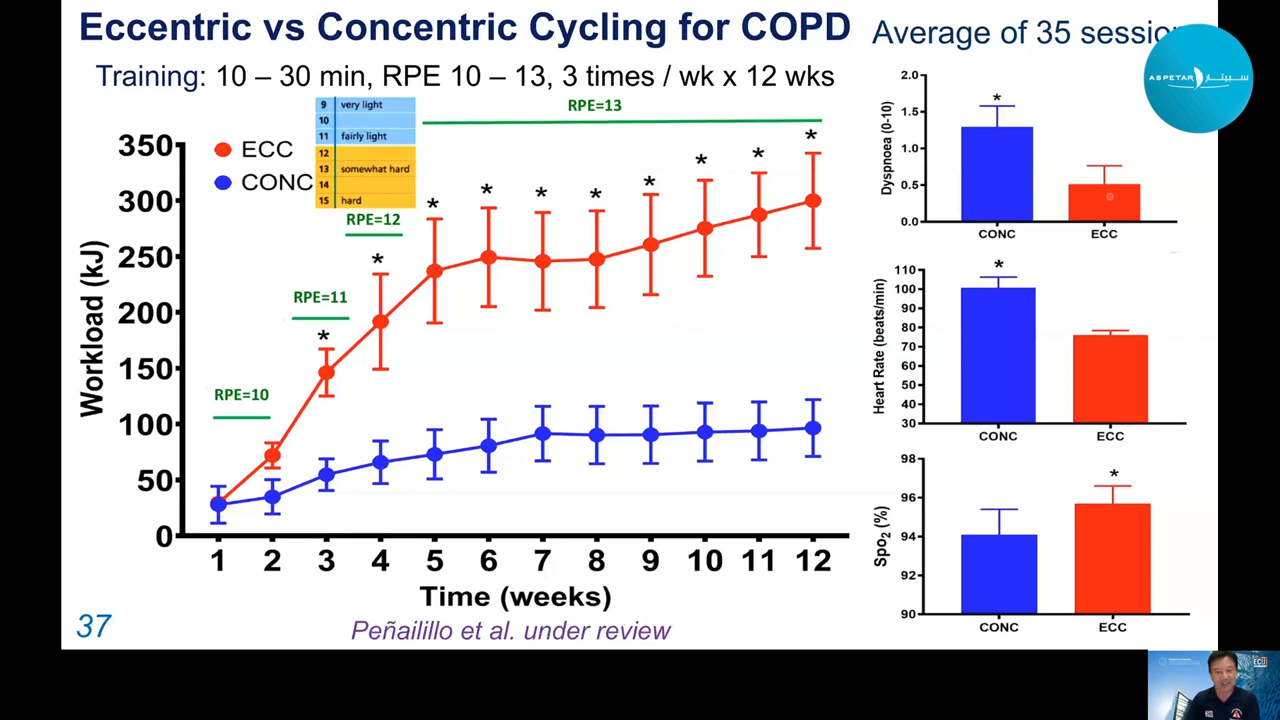 Eccentric vs Concentric Cycling for COPD
Average of 35
Training: 10 – 30 min, RPE 10 – 13, 3 times / wk x 12 wks
ASPETAR سبيتار
9 very light
10
11 fairly light
12
13 somewhat hard
14
15 hard
ECC
CONC
RPE=10
RPE=11
RPE=12
RPE=13
* * * * * * * * * *
350
300
250
200
150
100
50
0
Workload (kJ)
1 2 3 4 5 6 7 8 9 10 11 12
Time (weeks)
2.0
1.5
1.0
0.5
0.0
Dyspnoea (0-10)
*
CONC ECC
110
100
90
80
70
60
50
40
30
Heart Rate (beats/min)
*
CONC ECC
98
96
94
92
90
Spo2 (%)
*
CONC ECC
37
Peñailillo et al. under review
ECU